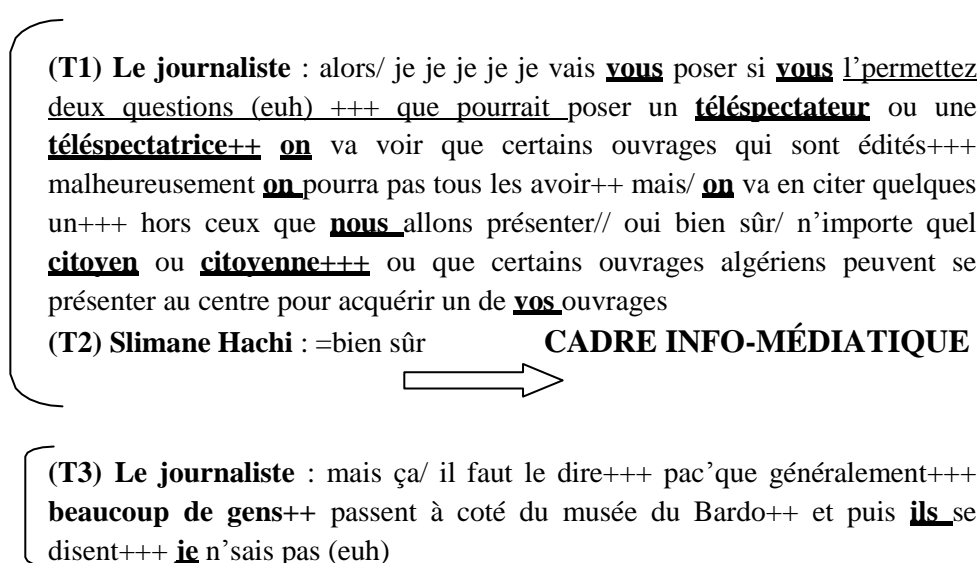 (T1) Le journaliste : alors/ je je je je je vais vous poser si vous l'permettez
deux questions (euh) +++ que pourrait poser un téléspectateur ou une
téléspectatrice++ on va voir que certains ouvrages qui sont édités+++
malheureusement on pourra pas tous les avoir++ mais/ on va en citer quelques
un+++ hors ceux que nous allons présenter// oui bien sûr/ n'importe quel
citoyen ou citoyenne+++ ou que certains ouvrages algériens peuvent se
présenter au centre pour acquérir un de vos ouvrages
(T2) Slimane Hachi : =bien sûr CADRE INFO-MÉDIATIQUE
(T3) Le journaliste : mais ça/ il faut le dire+++ pac'que généralement+++
beaucoup de gens++ passent à coté du musée du Bardo++ et puis ils se
disent+++ je n'sais pas (euh)